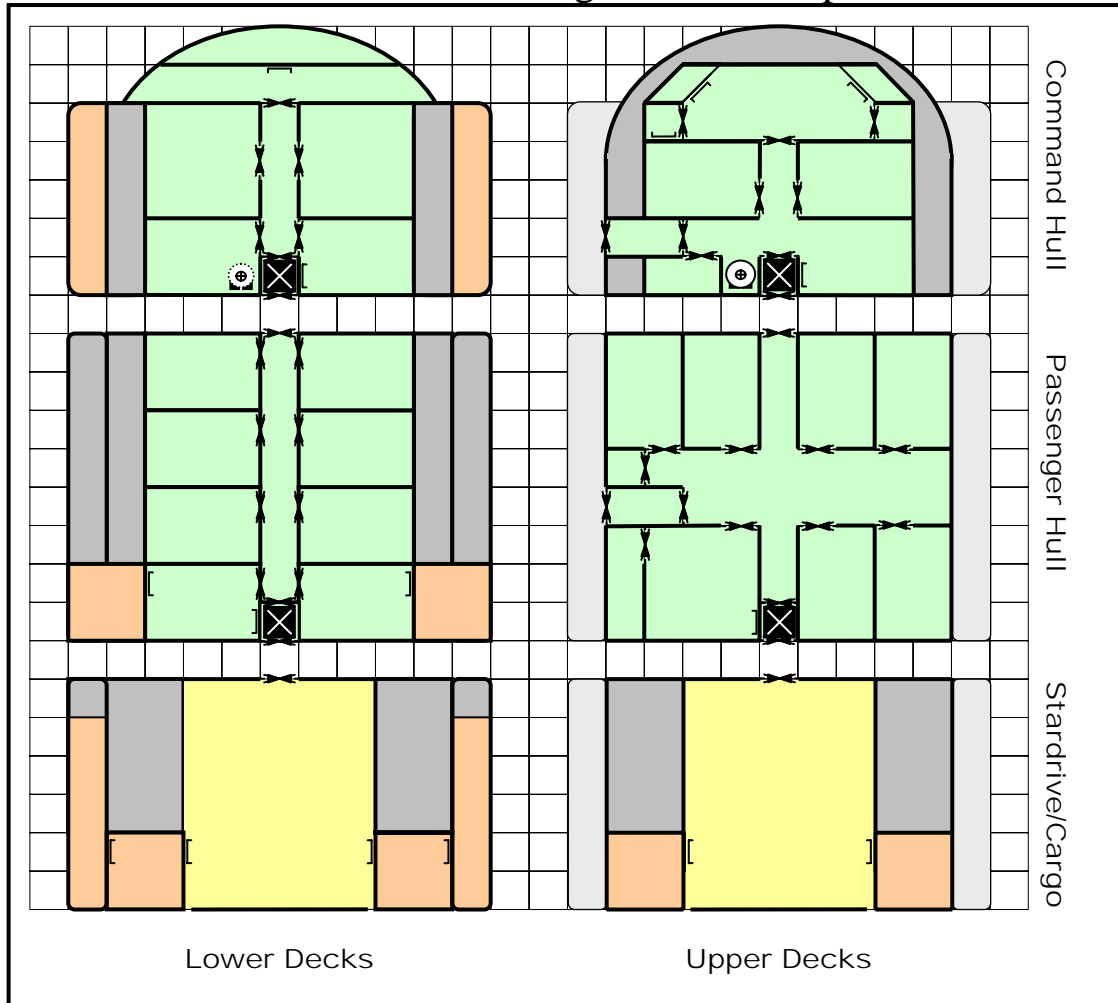 Command Hull
Passenger Hull
Stardrive/Cargo
Lower Decks
Upper Decks